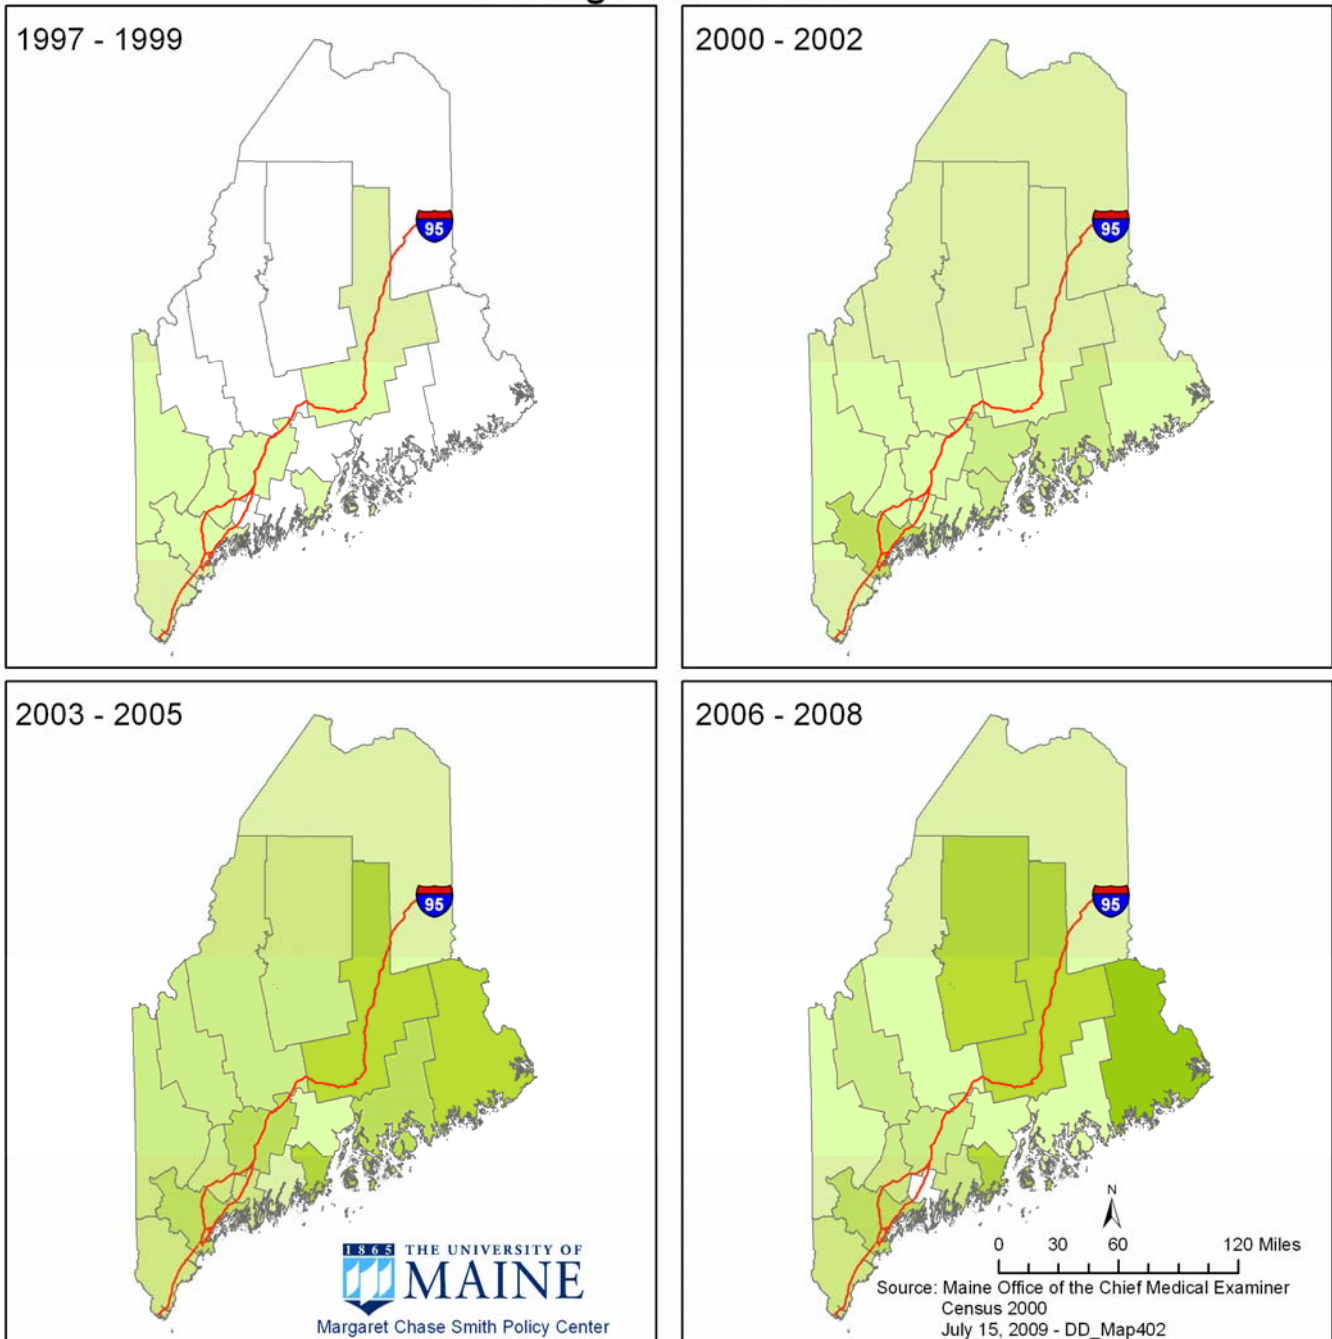 1997 - 1999
2000 - 2002
95
95
2003 - 2005
2006 - 2008
95
95
1865 THE UNIVERSITY OF
MAINE
Margaret Chase Smith Policy Center
N
0 30 60 120 Miles
Source: Maine Office of the Chief Medical Examiner
Census 2000
July 15, 2009 - DD_Map402